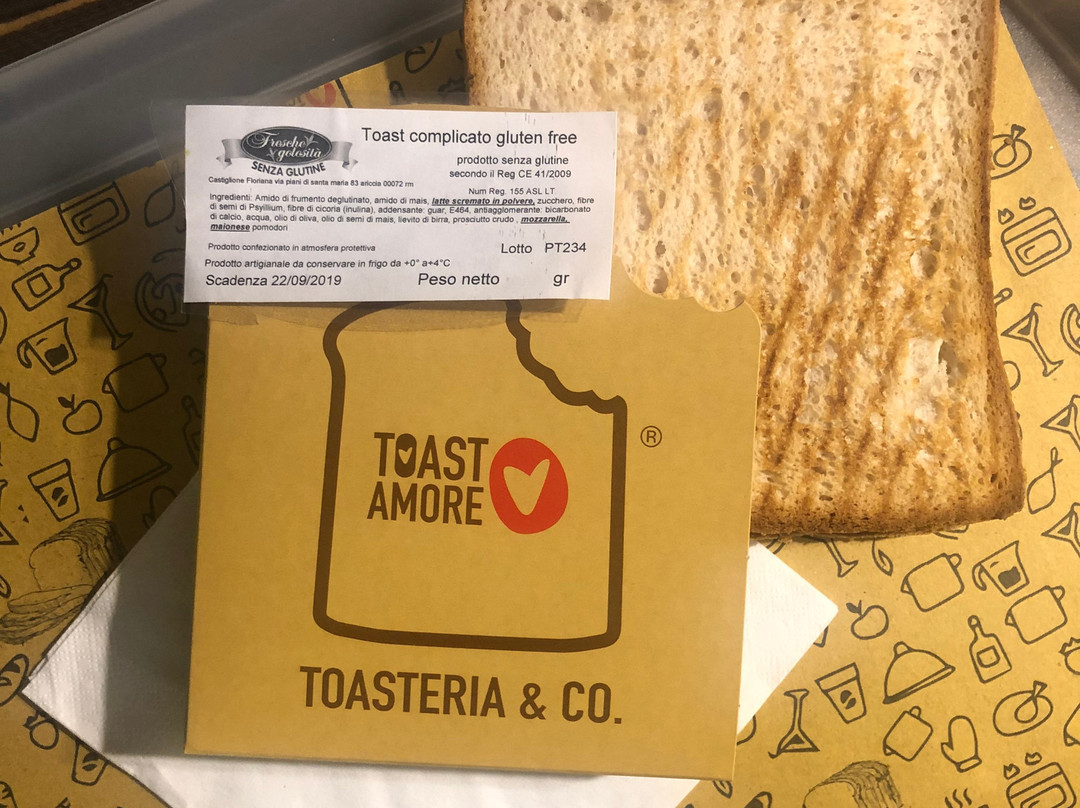 Fresche
golosità
SENZA GLUTINE
Toast complicato gluten free
prodotto senza glutine
secondo il Reg CE 41/2009
Castiglione Floriana via piani di santa maria 83 ariccia 00072 rm
Num Reg. 155 ASL LT
Ingredienti: Amido di frumento deglutinato, amido di mais, latte scremato in polvere, zucchero, fibre
di semi di Psyllium, fibre di cicoria (inulina), addensante: guar, E464, antiagglomerante: bicarbonato
di calcio, acqua, olio di oliva, olio di semi di mais, lievito di birra, prosciutto crudo , mozzarella,
maionese pomodori
Prodotto confezionato in atmosfera protettiva
Lotto PT234
Prodotto artigianale da conservare in frigo da +0° a+4°C
Scadenza 22/09/2019 Peso netto gr
TOAST
AMORE
®
TOASTERIA & CO.